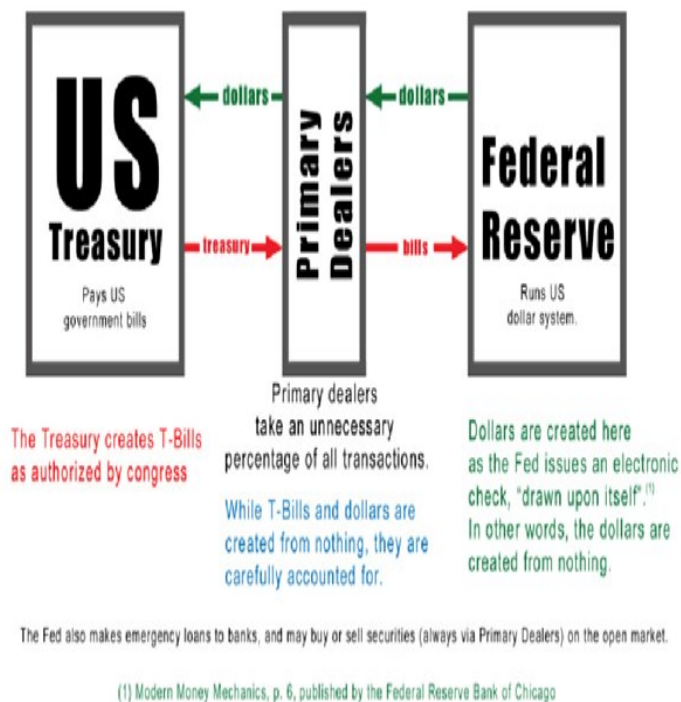 US
Treasury
Pays US
government bills
dollars
treasury
Primary
Dealers
dollars
bills
Federal
Reserve
Runs US
dollar system.
The Treasury creates T-Bills
as authorized by congress
Primary dealers
take an unnecessary
percentage of all transactions.
While T-Bills and dollars are
created from nothing, they are
carefully accounted for.
Dollars are created here
as the Fed issues an electronic
check, "drawn upon itself".(1)
In other words, the dollars are
created from nothing.
The Fed also makes emergency loans to banks, and may buy or sell securities (always via Primary Dealers) on the open market.
(1) Modern Money Mechanics, p. 6, published by the Federal Reserve Bank of Chicago